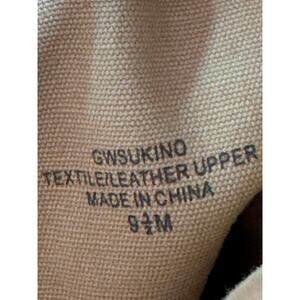 GWSUKINO
TEXTILE/LEATHER UPPER
MADE IN CHINA
9½M